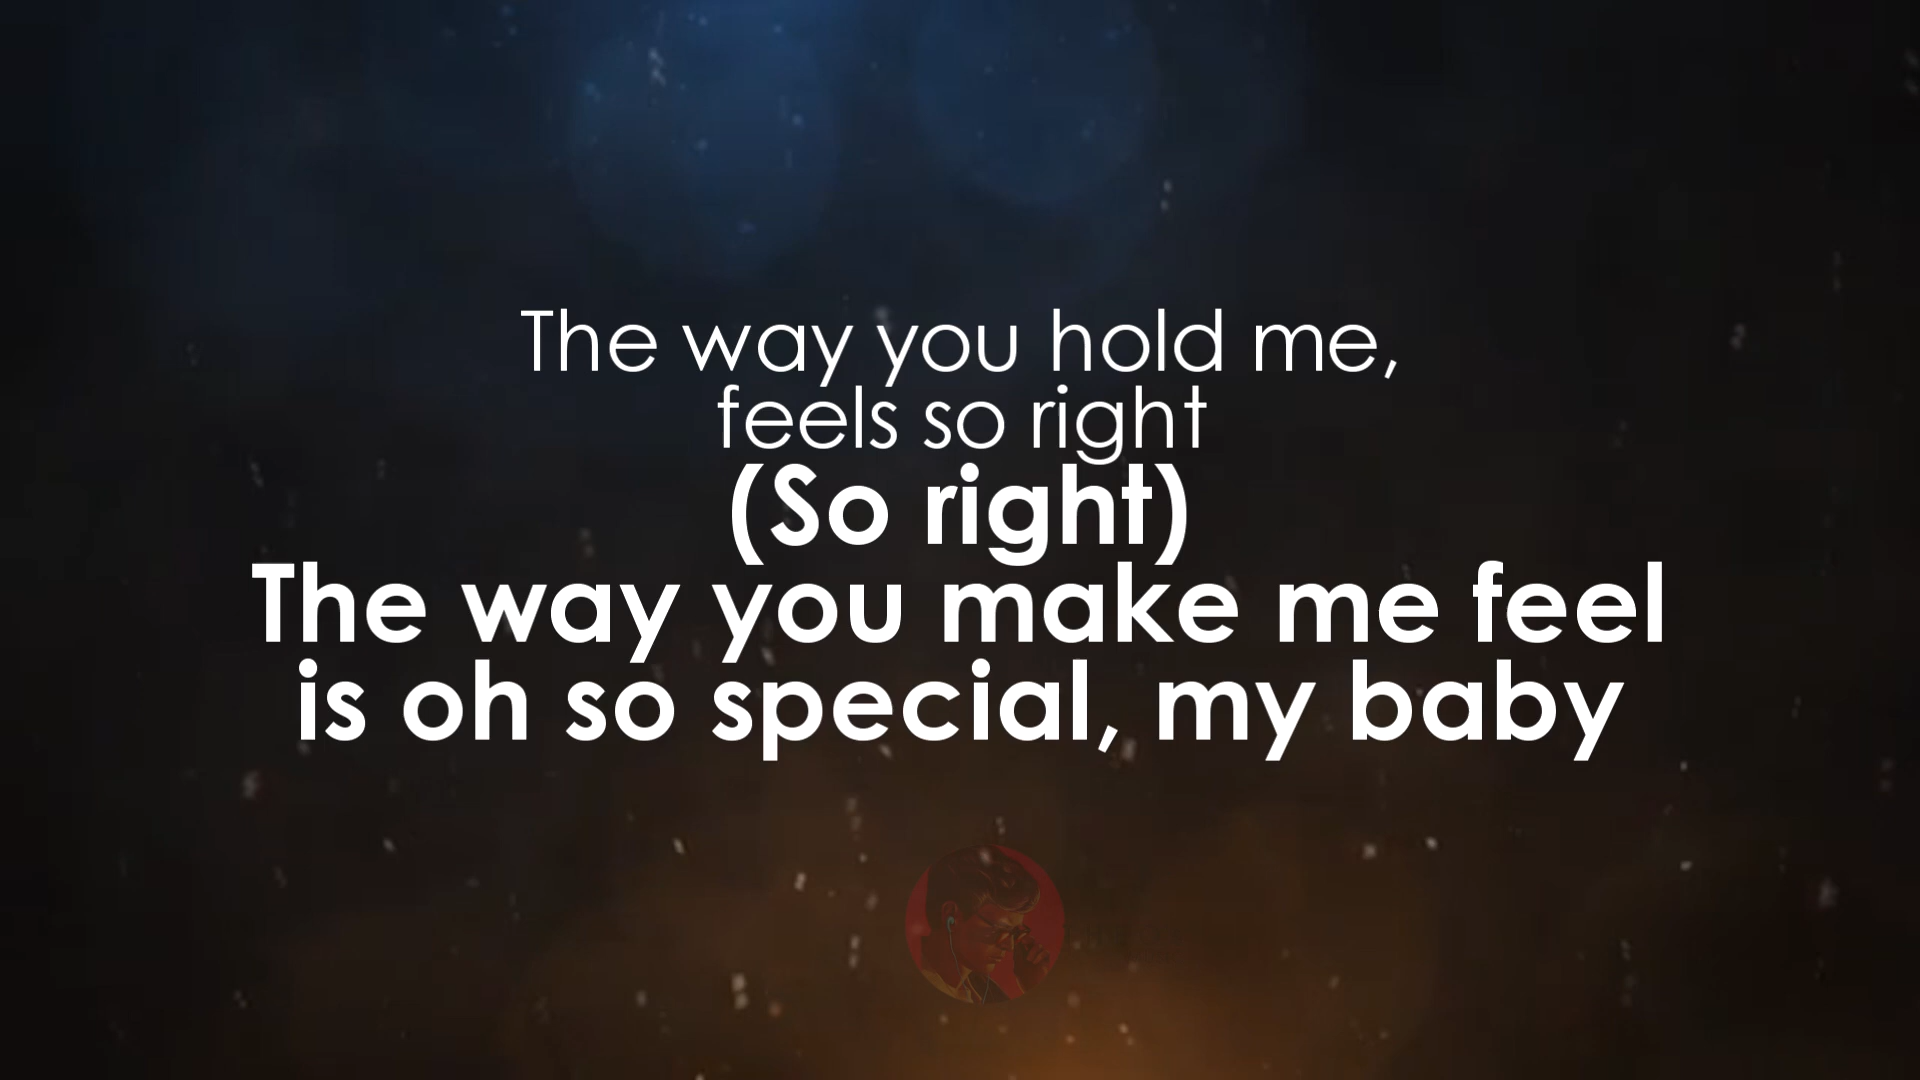 The way you hold me,
feels so right
(So right)
The way you make me feel
is oh so special, my baby